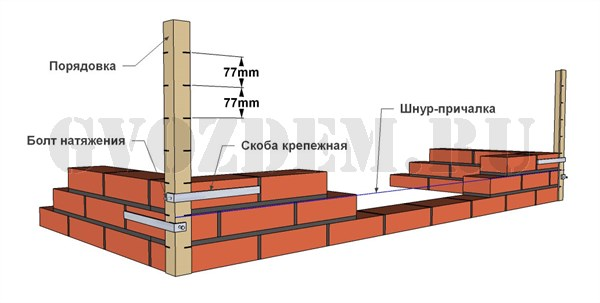 Порядовка
77mm
77mm
Шнур-причалка
Болт натяжения
Скоба крепежная
GVOZDEM.RU